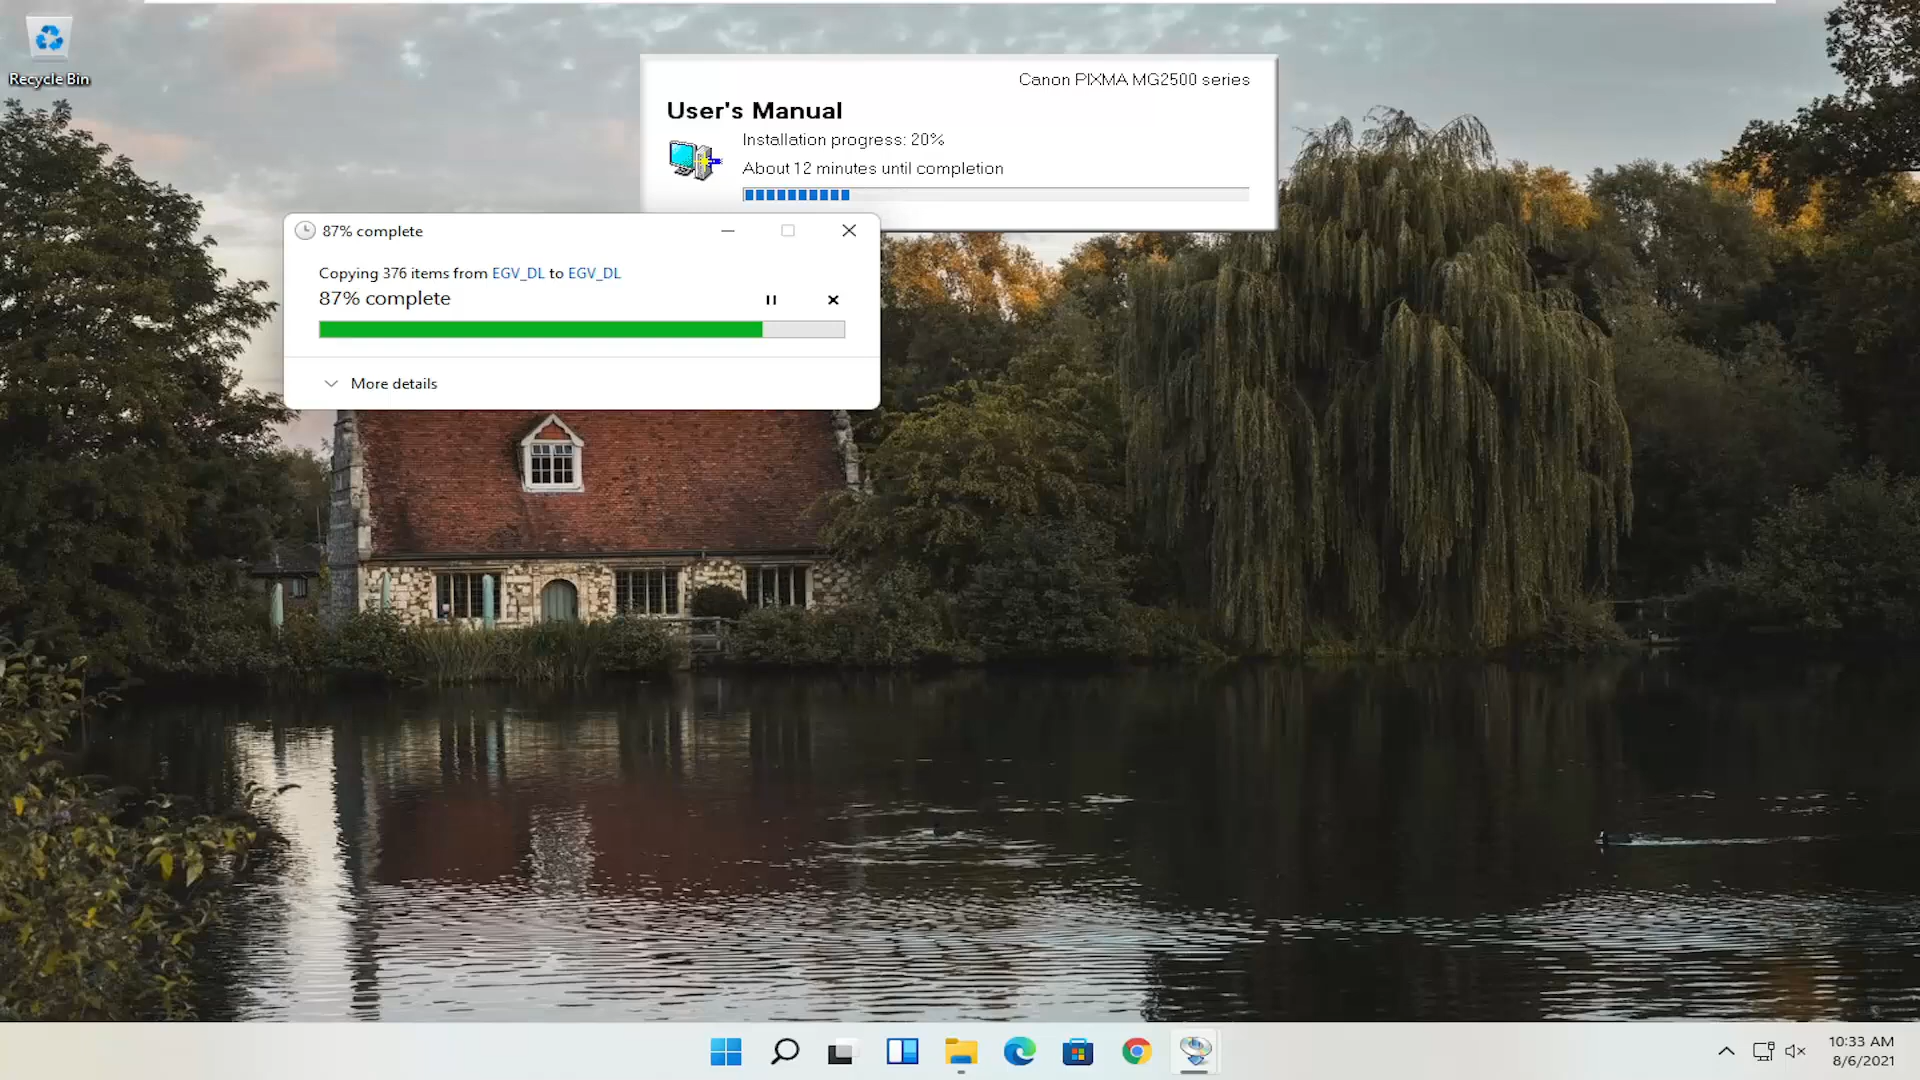 Recycle Bin
Canon PIXMA MG2500 series
User's Manual
Installation progress: 20%
About 12 minutes until completion
87% complete
Copying 376 items from EGV_DL to EGV_DL
87% complete
More details
10:33 AM
8/6/2021